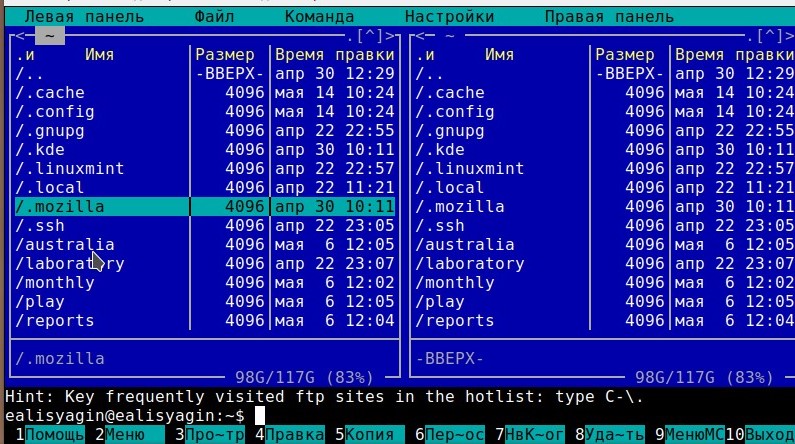 Левая панель Файл Команда Настройки Правая панель
<- ~ .[^]> <- ~ .[^]>
.и Имя Размер Время правки .и Имя Размер Время правки
/.. -ВВЕРХ- апр 30 12:29 /.. -ВВЕРХ- апр 30 12:29
/.cache 4096 мая 14 10:24 /.cache 4096 мая 14 10:24
/.config 4096 мая 14 10:24 /.config 4096 мая 14 10:24
/.gnupg 4096 апр 22 22:55 /.gnupg 4096 апр 22 22:55
/.kde 4096 апр 30 10:11 /.kde 4096 апр 30 10:11
/.linuxmint 4096 апр 22 22:57 /.linuxmint 4096 апр 22 22:57
/.local 4096 апр 22 11:21 /.local 4096 апр 22 11:21
/.mozilla 4096 апр 30 10:11 /.mozilla 4096 апр 30 10:11
/.ssh 4096 апр 22 23:05 /.ssh 4096 апр 22 23:05
/australia 4096 мая 6 12:05 /australia 4096 мая 6 12:05
/laboratory 4096 апр 22 23:07 /laboratory 4096 апр 22 23:07
/monthly 4096 мая 6 12:02 /monthly 4096 мая 6 12:02
/play 4096 мая 6 12:05 /play 4096 мая 6 12:05
/reports 4096 мая 6 12:04 /reports 4096 мая 6 12:04
/.mozilla -ВВЕРХ-
98G/117G (83%) 98G/117G (83%)
Hint: Key frequently visited ftp sites in the hotlist: type C-\.
ealisyagin@ealisyagin:~$
1Помощь 2Меню 3Про~тр 4Правка 5Копия 6Пер~ос 7НвК~ог 8Уда~ть 9МенюМС 10Выход